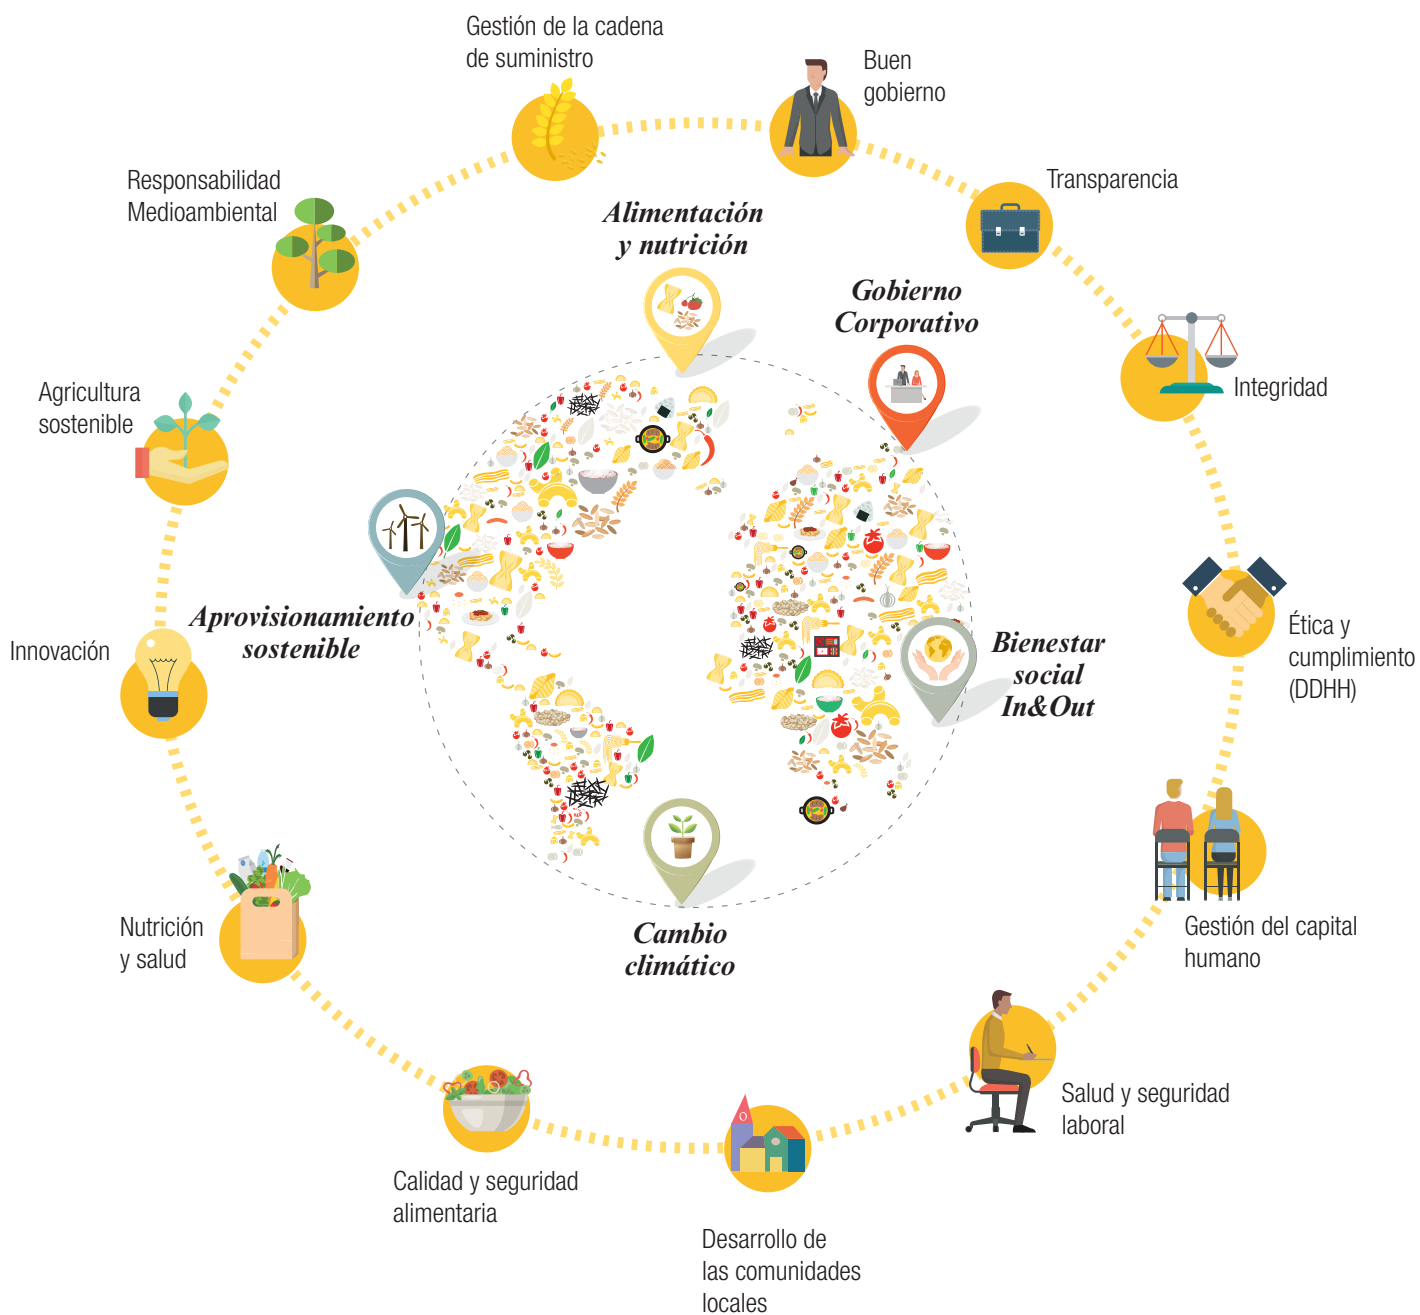 Gestión de la cadena
de suministro
Buen
gobierno
Transparencia
Integridad
Ética y
cumplimiento
(DDHH)
Gestión del capital
humano
Salud y seguridad
laboral
Desarrollo de
las comunidades
locales
Calidad y seguridad
alimentaria
Nutrición
y salud
Innovación
Agricultura
sostenible
Responsabilidad
Medioambiental
Alimentación
y nutrición
Gobierno
Corporativo
Bienestar
social
In&Out
Cambio
climático
Aprovisionamiento
sostenible